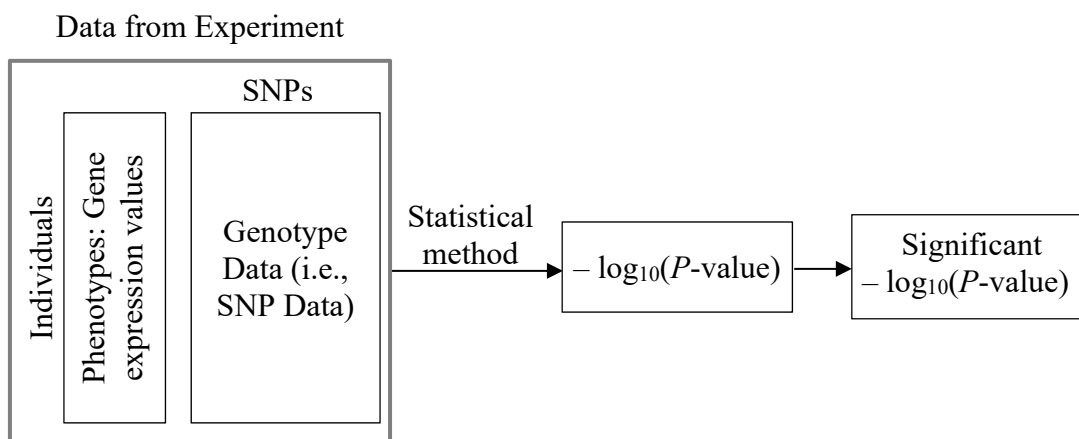 Data from Experiment
SNPs
Individuals
Phenotypes: Gene
expression values
Genotype
Data (i.e.,
SNP Data)
Statistical
method
– log₁₀(P-value)
Significant
– log₁₀(P-value)